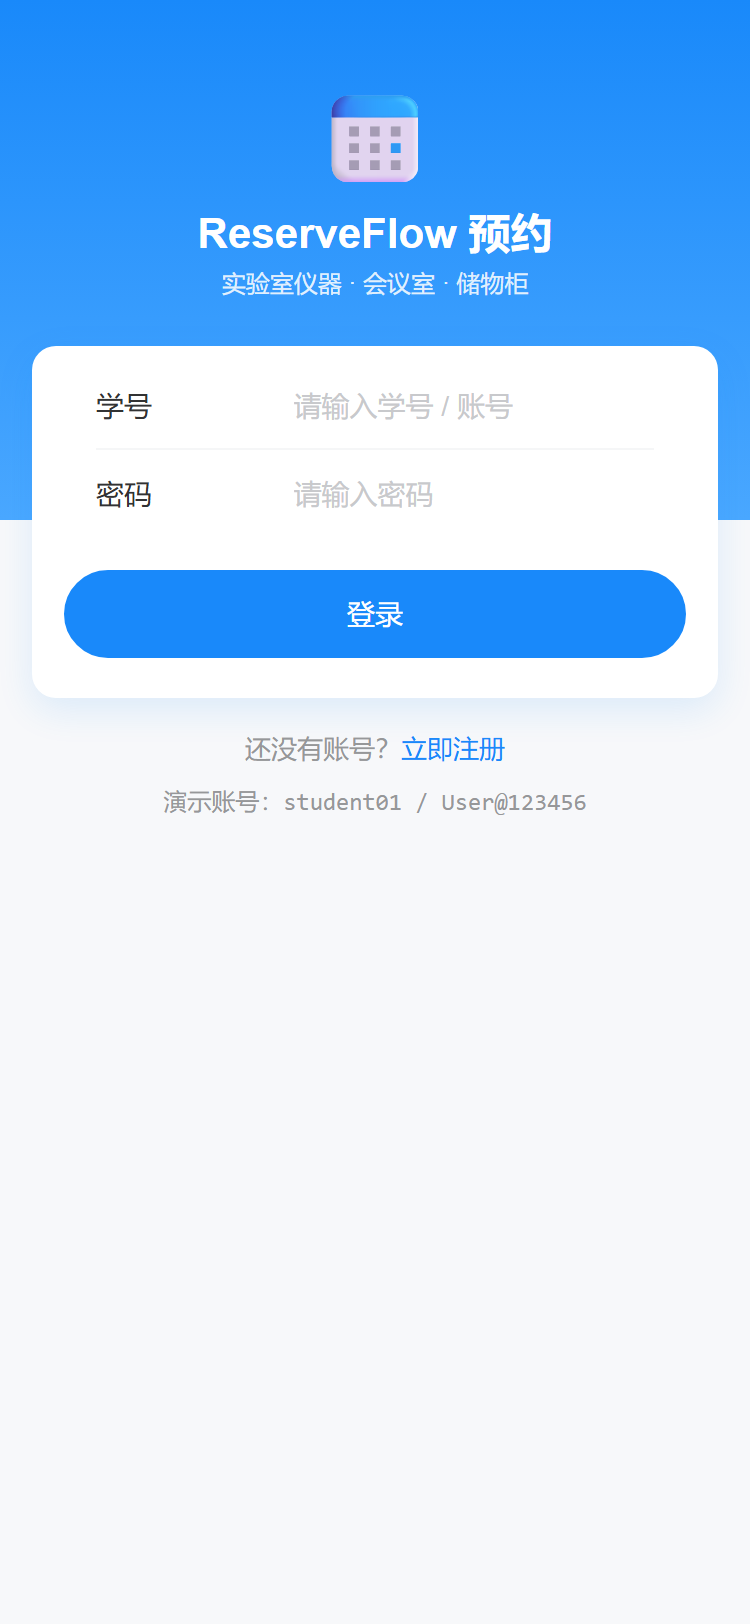 ReserveFlow 预约
实验室仪器 · 会议室 · 储物柜
学号 请输入学号 / 账号
密码 请输入密码
登录
还没有账号？立即注册
演示账号：student01 / User@123456